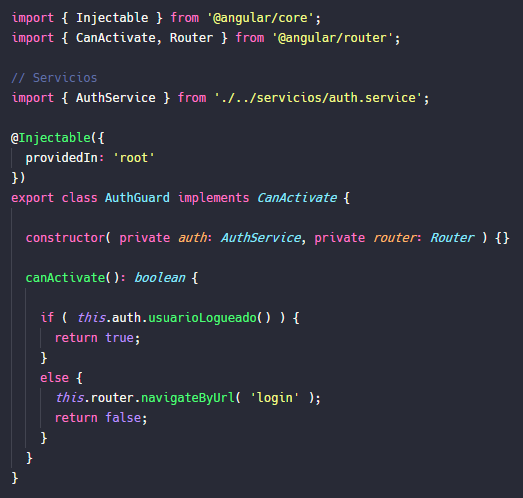 import { Injectable } from '@angular/core';
import { CanActivate, Router } from '@angular/router';
// Servicios
import { AuthService } from './../servicios/auth.service';
@Injectable({
providedIn: 'root'
})
export class AuthGuard implements CanActivate {
constructor( private auth: AuthService, private router: Router ) {}
canActivate(): boolean {
if ( this.auth.usuarioLogueado() ) {
return true;
}
else {
this.router.navigateByUrl( 'login' );
return false;
}
}
}